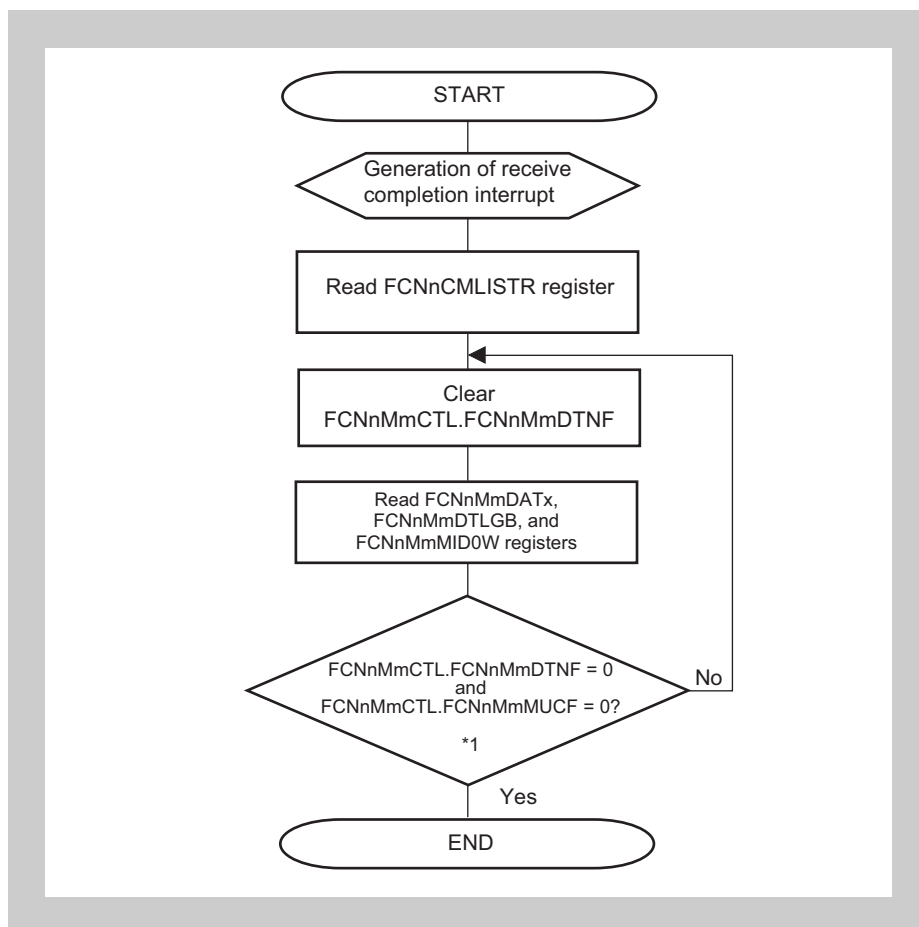 START
Generation of receive
completion interrupt
Read FCNnCMLISTR register
Clear
FCNnMmCTL.FCNnMmDTNF
Read FCNnMmDATx,
FCNnMmDTLGB, and
FCNnMmMID0W registers
FCNnMmCTL.FCNnMmDTNF = 0
and
FCNnMmCTL.FCNnMmMUCF = 0?
*1
No
Yes
END